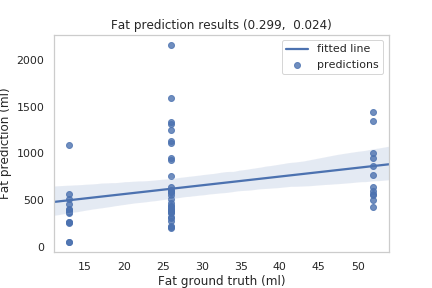 Fat prediction results (0.299,  0.024)
fitted line
predictions
Fat prediction (ml)
2000
1500
1000
500
0
15 20 25 30 35 40 45 50
Fat ground truth (ml)